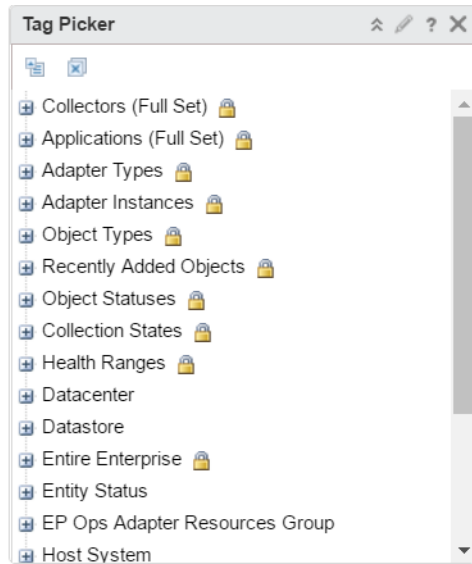 Tag Picker ?
Collectors (Full Set)
Applications (Full Set)
Adapter Types
Adapter Instances
Object Types
Recently Added Objects
Object Statuses
Collection States
Health Ranges
Datacenter
Datastore
Entire Enterprise
Entity Status
EP Ops Adapter Resources Group
Host System